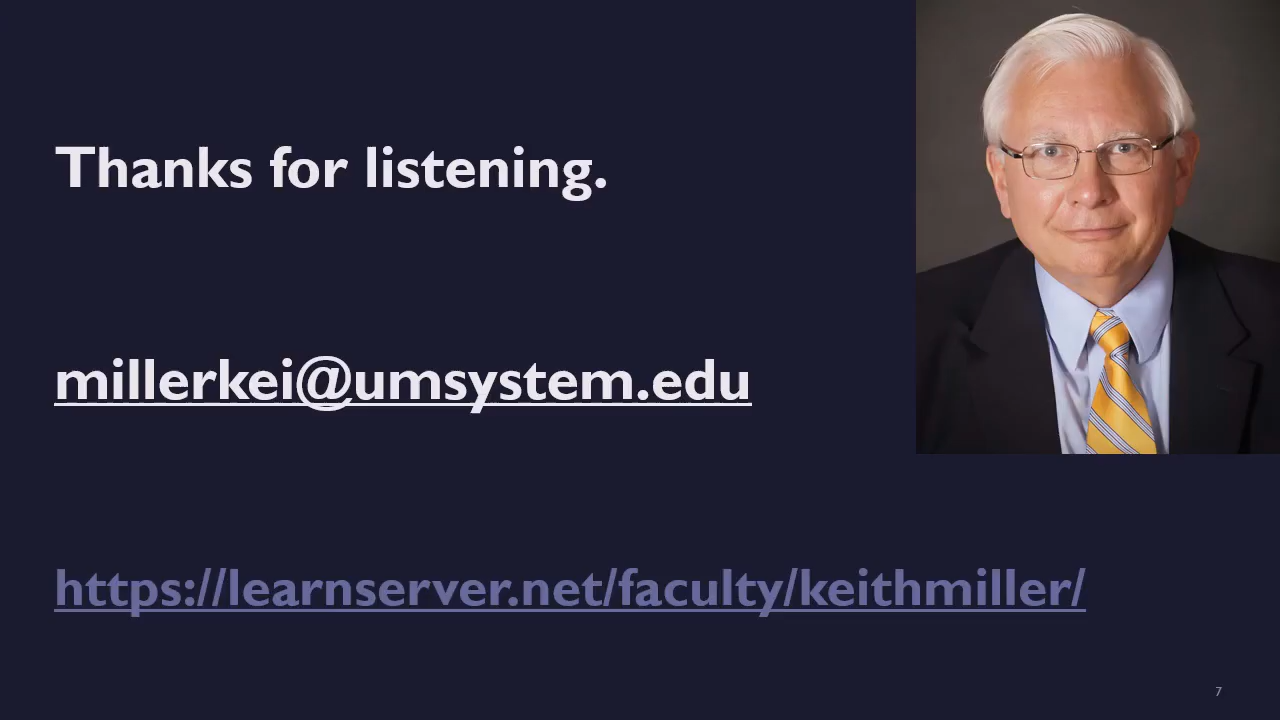 Thanks for listening.
millerkei@umsystem.edu
https://learnserver.net/faculty/keithmiller/
7